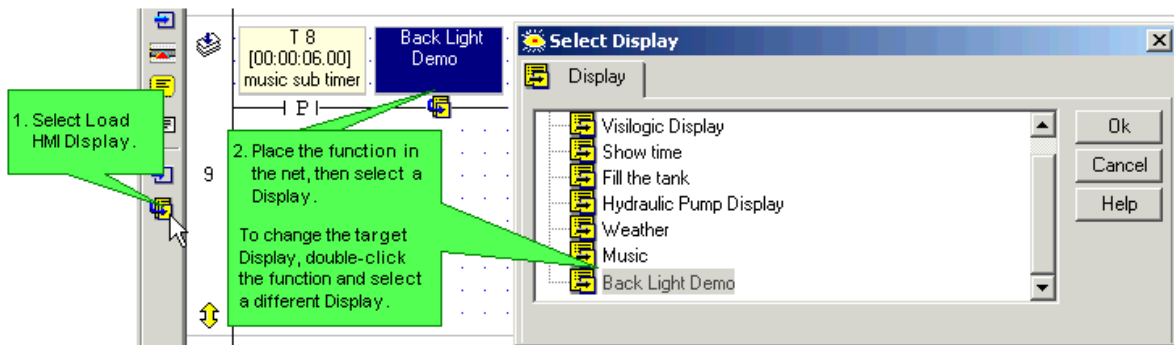 T 8
[00:00:06.00]
music sub timer
Back Light
Demo
P
9
1. Select Load
HMI DIsplay.
2. Place the function in
the net, then select a
Display.
To change the target
Display, double-click
the function and select
a different Display.
Select Display
Display
Visilogic Display
Show time
Fill the tank
Hydraulic Pump Display
Weather
Music
Back Light Demo
Ok
Cancel
Help